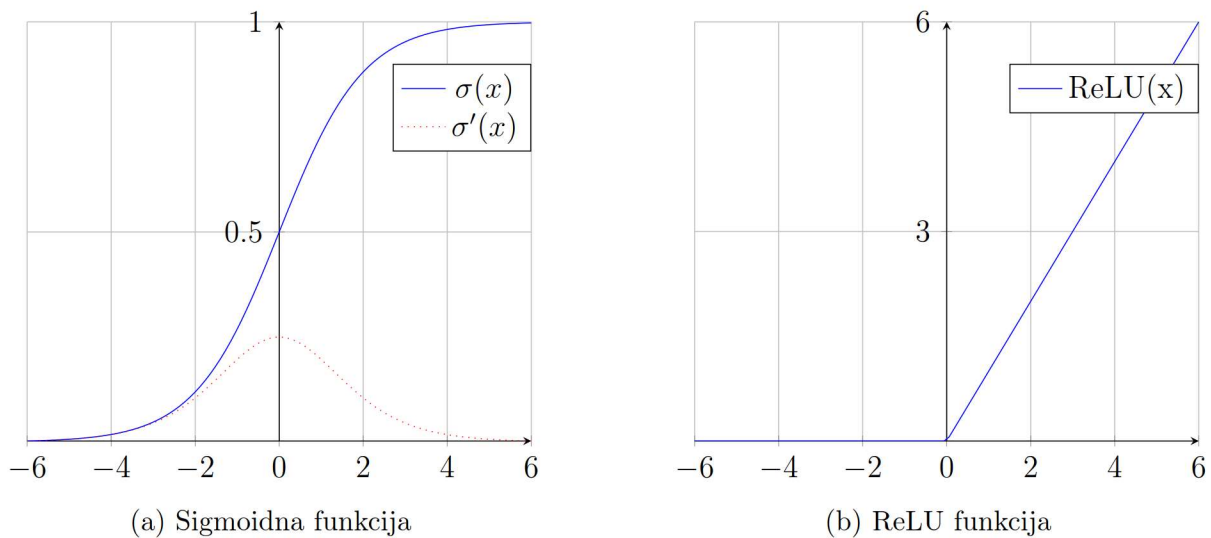 1
0.5
σ(x)
σ′(x)
−6 −4 −2 0 2 4 6
(a) Sigmoidna funkcija
6
3
ReLU(x)
−6 −4 −2 0 2 4 6
(b) ReLU funkcija